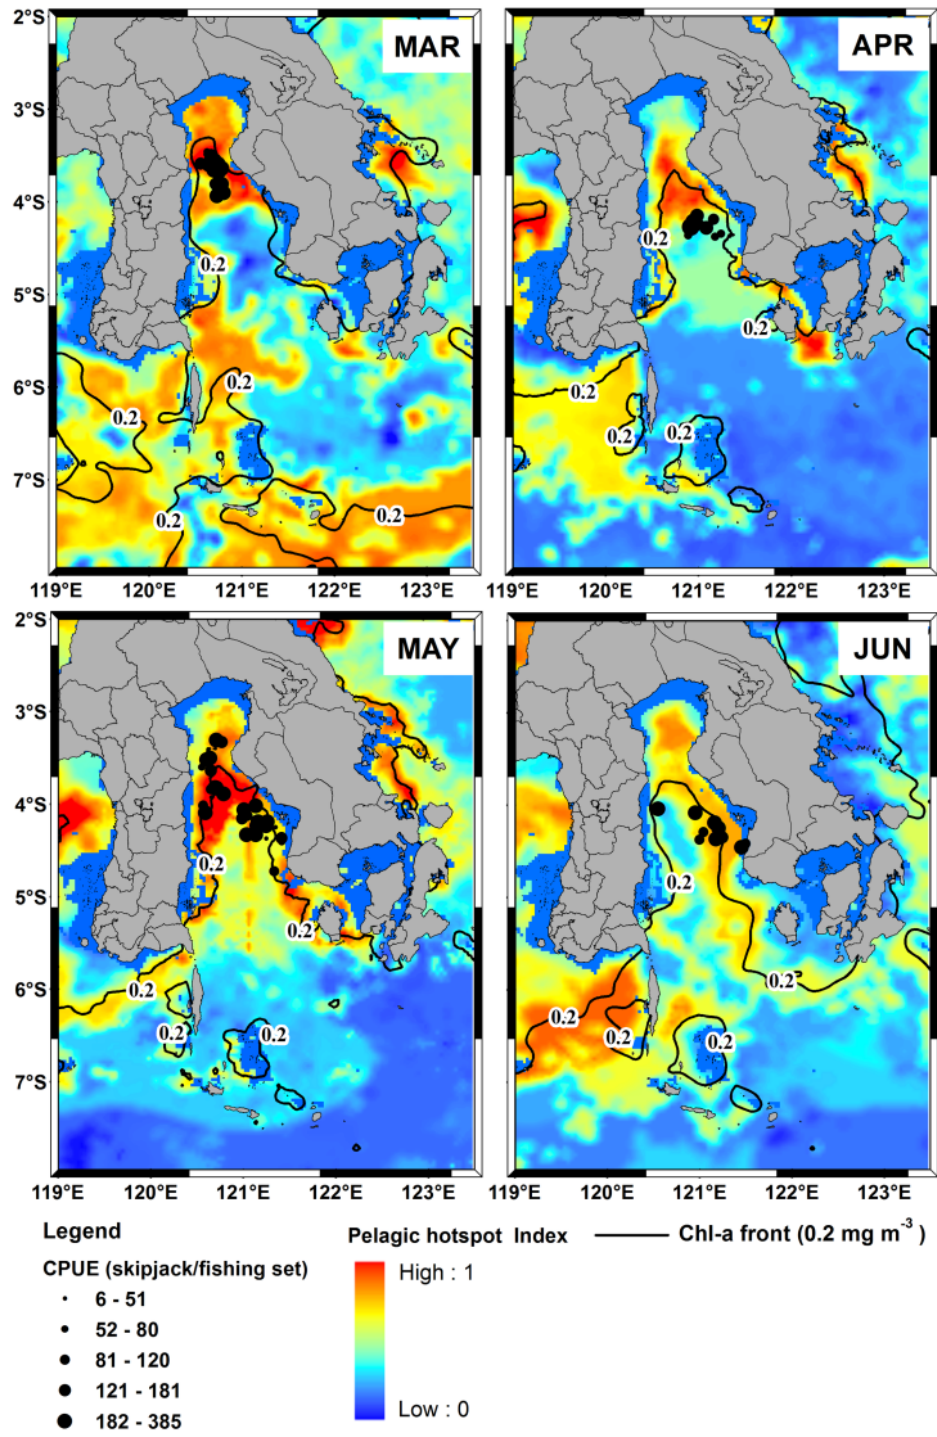 MAR
APR
2°S
3°S
4°S
5°S
6°S
7°S
0.2
0.2
0.2
0.2
0.2
0.2
0.2
0.2
0.2
0.2
119°E
120°E
121°E
122°E
123°E
119°E
120°E
121°E
122°E
123°E
MAY
JUN
2°S
3°S
4°S
5°S
6°S
7°S
0.2
0.2
0.2
0.2
0.2
0.2
0.2
0.2
0.2
0.2
119°E
120°E
121°E
122°E
123°E
119°E
120°E
121°E
122°E
123°E
Legend
CPUE (skipjack/fishing set)
6 - 51
52 - 80
81 - 120
121 - 181
182 - 385
Pelagic hotspot Index
High : 1
Low : 0
Chl-a front (0.2 mg m⁻³ )